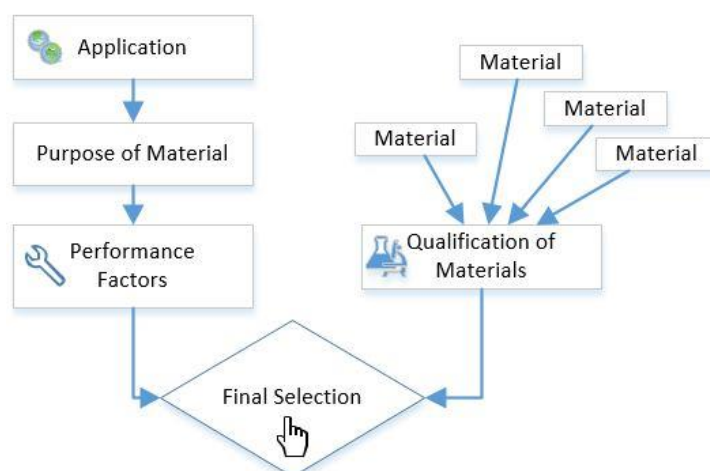 Application
Purpose of Material
Performance
Factors
Material
Material
Material
Material
Qualification of
Materials
Final Selection